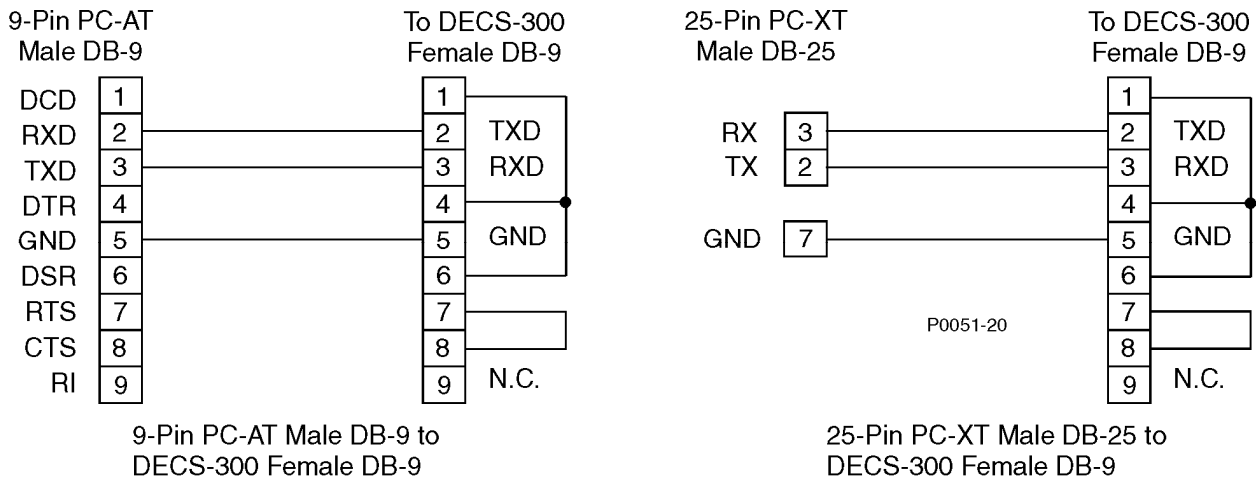 9-Pin PC-AT
Male DB-9
To DECS-300
Female DB-9
DCD 1 1
RXD 2 2 TXD
TXD 3 3 RXD
DTR 4 4
GND 5 5 GND
DSR 6 6
RTS 7 7
CTS 8 8
RI 9 9 N.C.
9-Pin PC-AT Male DB-9 to
DECS-300 Female DB-9
25-Pin PC-XT
Male DB-25
To DECS-300
Female DB-9
1
RX 3 2 TXD
TX 2 3 RXD
4
GND 7 5 GND
6
P0051-20
7
8
9 N.C.
25-Pin PC-XT Male DB-25 to
DECS-300 Female DB-9